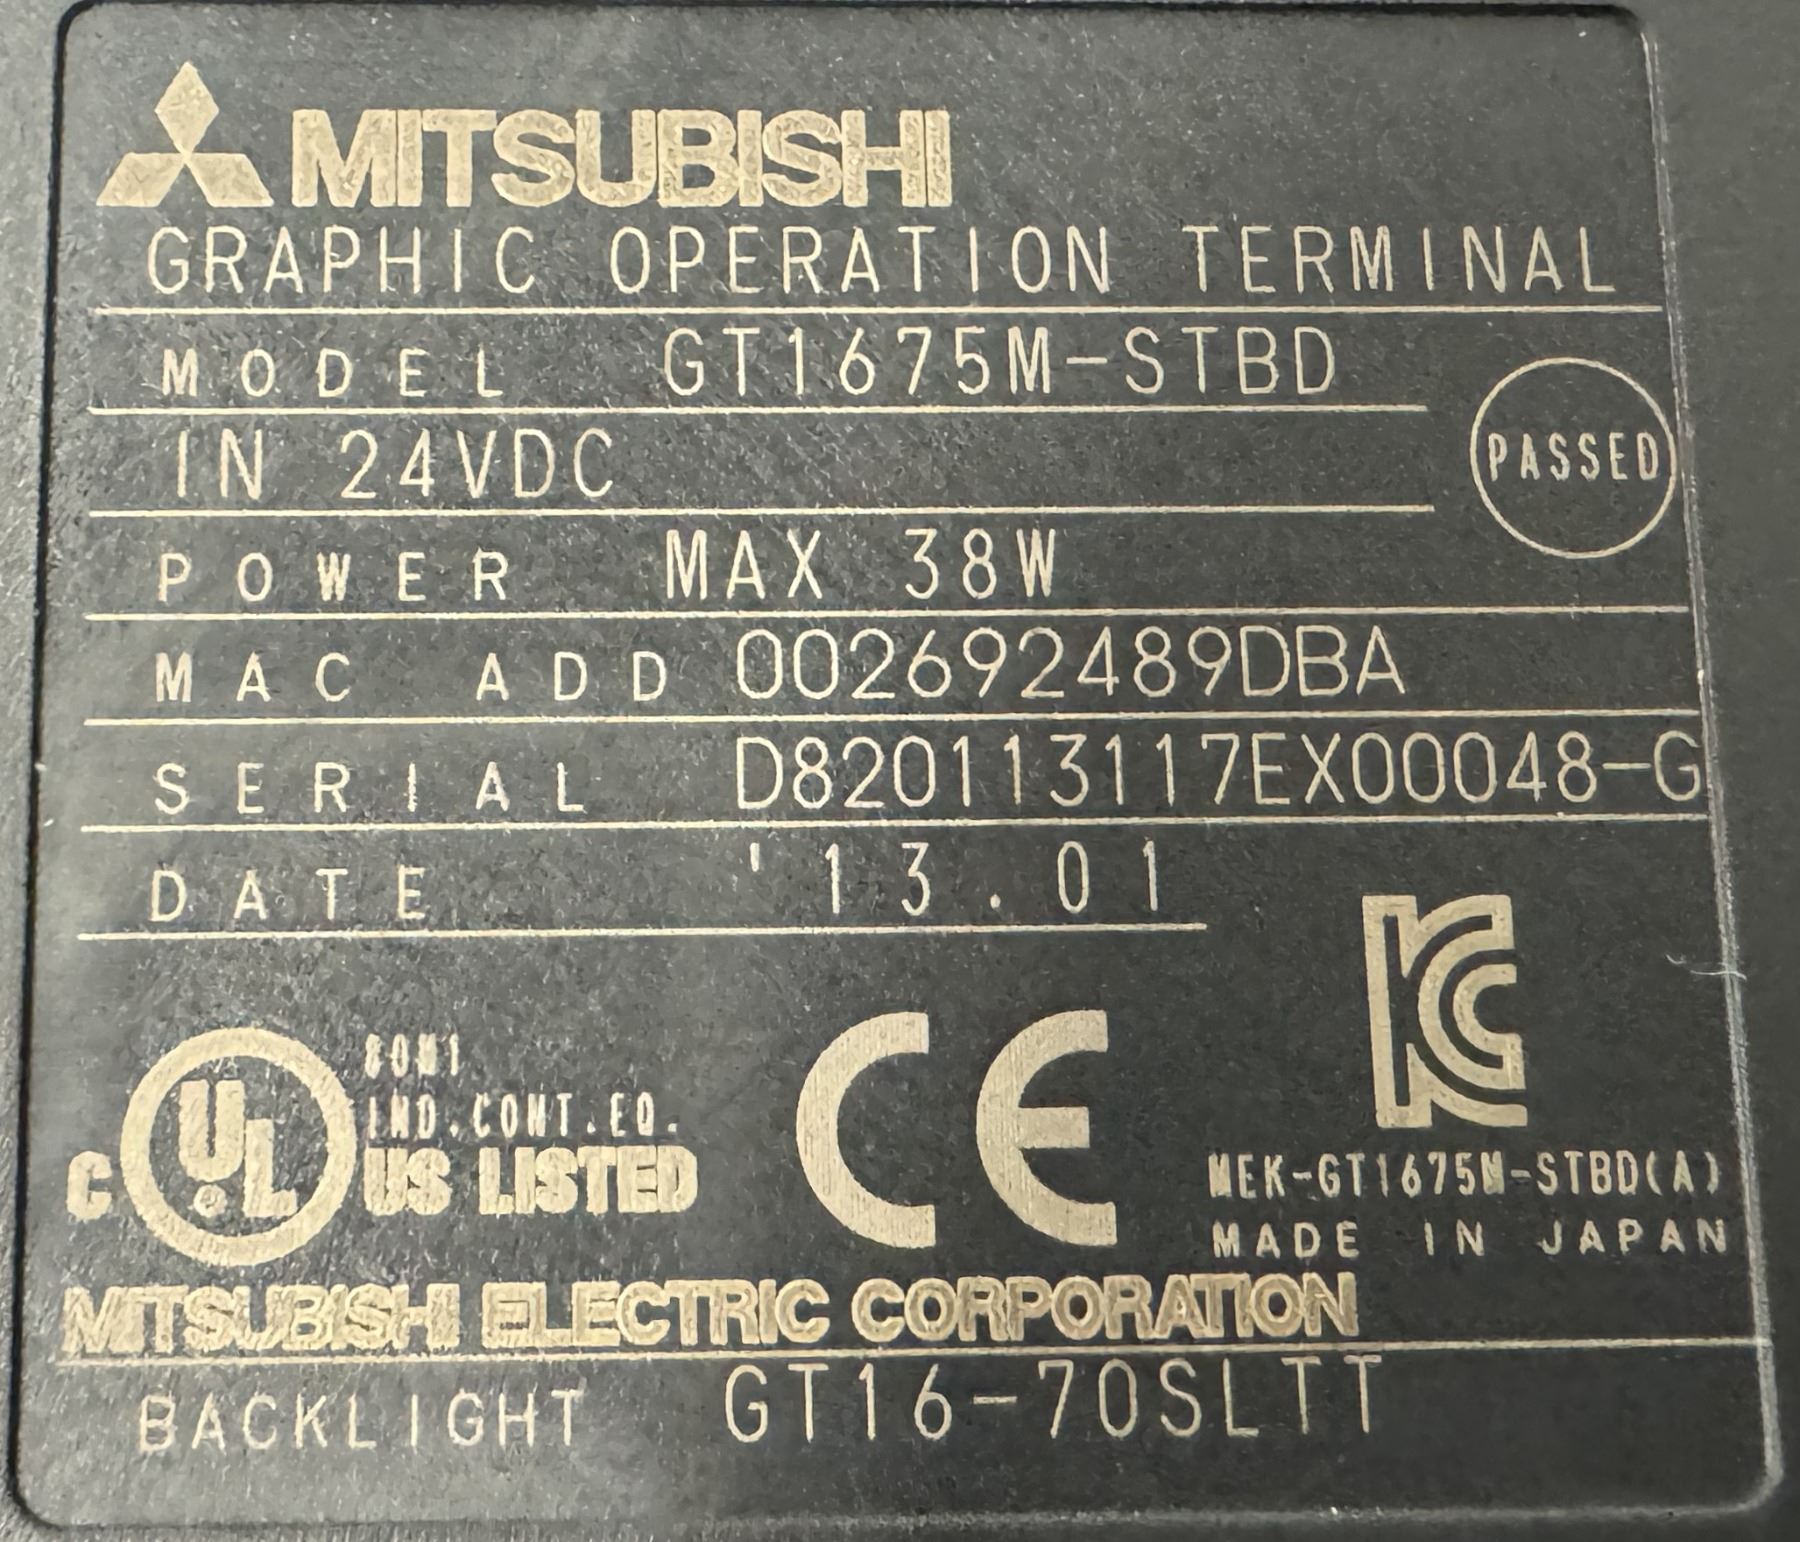 MITSUBISHI
GRAPHIC OPERATION TERMINAL
MODEL GT1675M-STBD
IN 24VDC
PASSED
POWER MAX 38W
MAC ADD 002692489DBA
SERIAL D820113117EX00048-G
DATE '13.01
80M1
IND.CONT.EQ.
C UL US LISTED
CE
KC
MEK-GT1675M-STBD(A)
MADE IN JAPAN
MITSUBISHI ELECTRIC CORPORATION
BACKLIGHT GT16-70SLTT